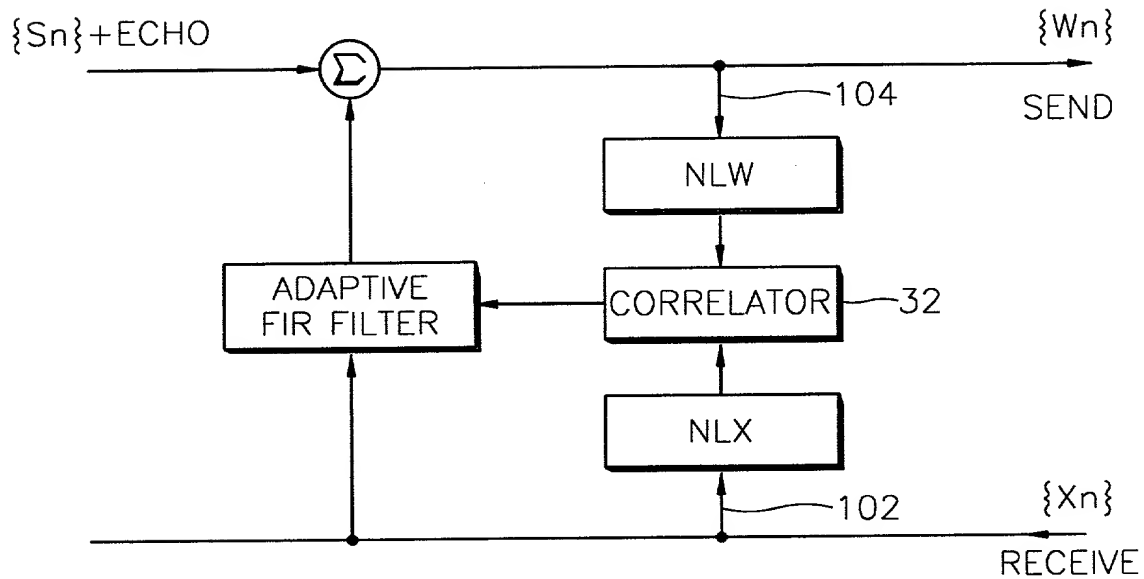 {Sn}+ECHO
{Wn}
Σ
104
SEND
NLW
ADAPTIVE
FIR FILTER
CORRELATOR
32
NLX
{Xn}
102
RECEIVE